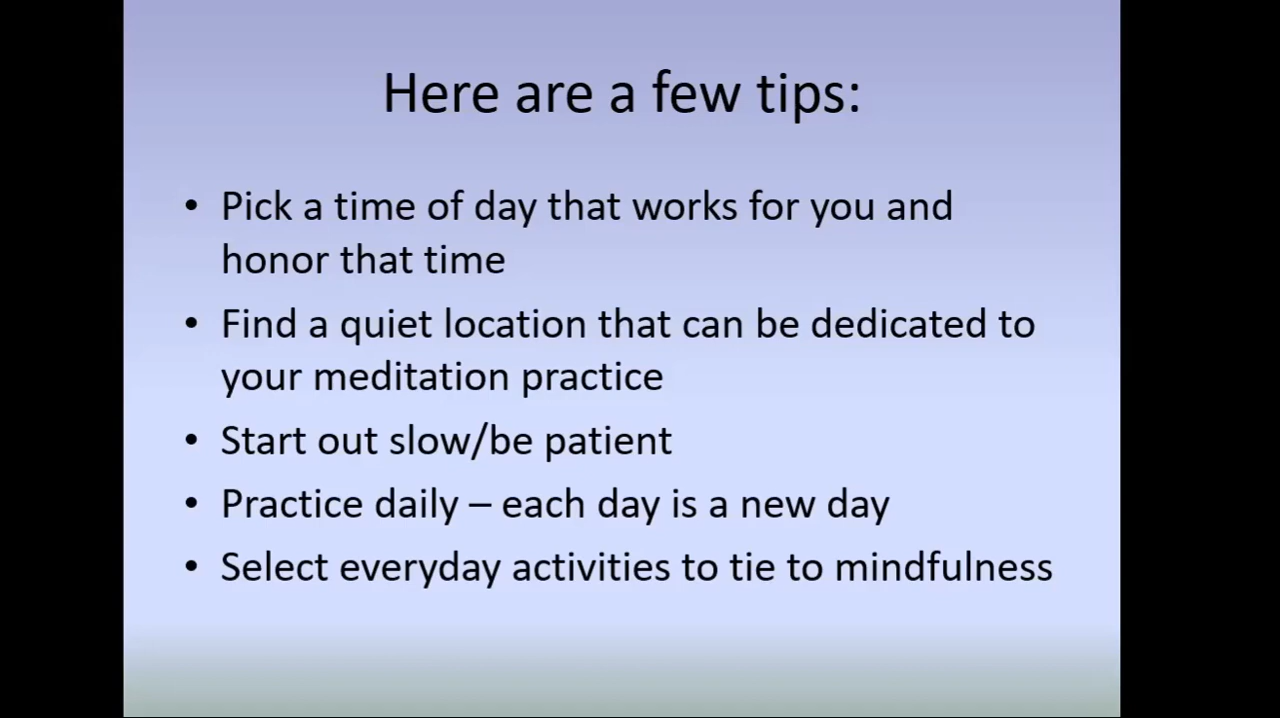 Here are a few tips:
• Pick a time of day that works for you and
honor that time
• Find a quiet location that can be dedicated to
your meditation practice
• Start out slow/be patient
• Practice daily – each day is a new day
• Select everyday activities to tie to mindfulness